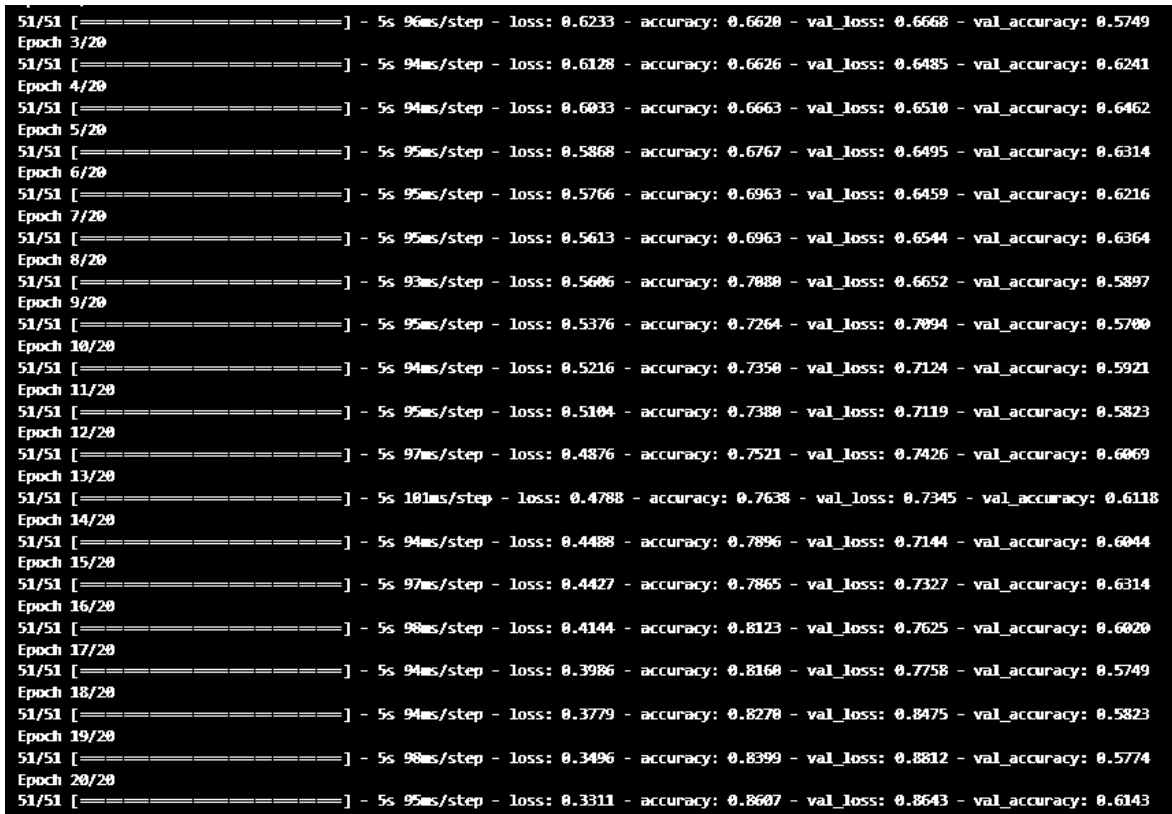 51/51 [==============================] - 5s 96ms/step - loss: 0.6233 - accuracy: 0.6620 - val_loss: 0.6668 - val_accuracy: 0.5749
Epoch 3/20
51/51 [==============================] - 5s 94ms/step - loss: 0.6128 - accuracy: 0.6626 - val_loss: 0.6485 - val_accuracy: 0.6241
Epoch 4/20
51/51 [==============================] - 5s 94ms/step - loss: 0.6033 - accuracy: 0.6663 - val_loss: 0.6510 - val_accuracy: 0.6462
Epoch 5/20
51/51 [==============================] - 5s 95ms/step - loss: 0.5868 - accuracy: 0.6767 - val_loss: 0.6495 - val_accuracy: 0.6314
Epoch 6/20
51/51 [==============================] - 5s 95ms/step - loss: 0.5766 - accuracy: 0.6963 - val_loss: 0.6459 - val_accuracy: 0.6216
Epoch 7/20
51/51 [==============================] - 5s 95ms/step - loss: 0.5613 - accuracy: 0.6963 - val_loss: 0.6544 - val_accuracy: 0.6364
Epoch 8/20
51/51 [==============================] - 5s 93ms/step - loss: 0.5606 - accuracy: 0.7080 - val_loss: 0.6652 - val_accuracy: 0.5897
Epoch 9/20
51/51 [==============================] - 5s 95ms/step - loss: 0.5376 - accuracy: 0.7264 - val_loss: 0.7094 - val_accuracy: 0.5700
Epoch 10/20
51/51 [==============================] - 5s 94ms/step - loss: 0.5216 - accuracy: 0.7350 - val_loss: 0.7124 - val_accuracy: 0.5921
Epoch 11/20
51/51 [==============================] - 5s 95ms/step - loss: 0.5104 - accuracy: 0.7380 - val_loss: 0.7119 - val_accuracy: 0.5823
Epoch 12/20
51/51 [==============================] - 5s 97ms/step - loss: 0.4876 - accuracy: 0.7521 - val_loss: 0.7426 - val_accuracy: 0.6069
Epoch 13/20
51/51 [==============================] - 5s 101ms/step - loss: 0.4788 - accuracy: 0.7638 - val_loss: 0.7345 - val_accuracy: 0.6118
Epoch 14/20
51/51 [==============================] - 5s 94ms/step - loss: 0.4488 - accuracy: 0.7896 - val_loss: 0.7144 - val_accuracy: 0.6044
Epoch 15/20
51/51 [==============================] - 5s 97ms/step - loss: 0.4427 - accuracy: 0.7865 - val_loss: 0.7327 - val_accuracy: 0.6314
Epoch 16/20
51/51 [==============================] - 5s 98ms/step - loss: 0.4144 - accuracy: 0.8123 - val_loss: 0.7625 - val_accuracy: 0.6020
Epoch 17/20
51/51 [==============================] - 5s 94ms/step - loss: 0.3986 - accuracy: 0.8160 - val_loss: 0.7758 - val_accuracy: 0.5749
Epoch 18/20
51/51 [==============================] - 5s 94ms/step - loss: 0.3779 - accuracy: 0.8270 - val_loss: 0.8475 - val_accuracy: 0.5823
Epoch 19/20
51/51 [==============================] - 5s 98ms/step - loss: 0.3496 - accuracy: 0.8399 - val_loss: 0.8812 - val_accuracy: 0.5774
Epoch 20/20
51/51 [==============================] - 5s 95ms/step - loss: 0.3311 - accuracy: 0.8607 - val_loss: 0.8643 - val_accuracy: 0.6143